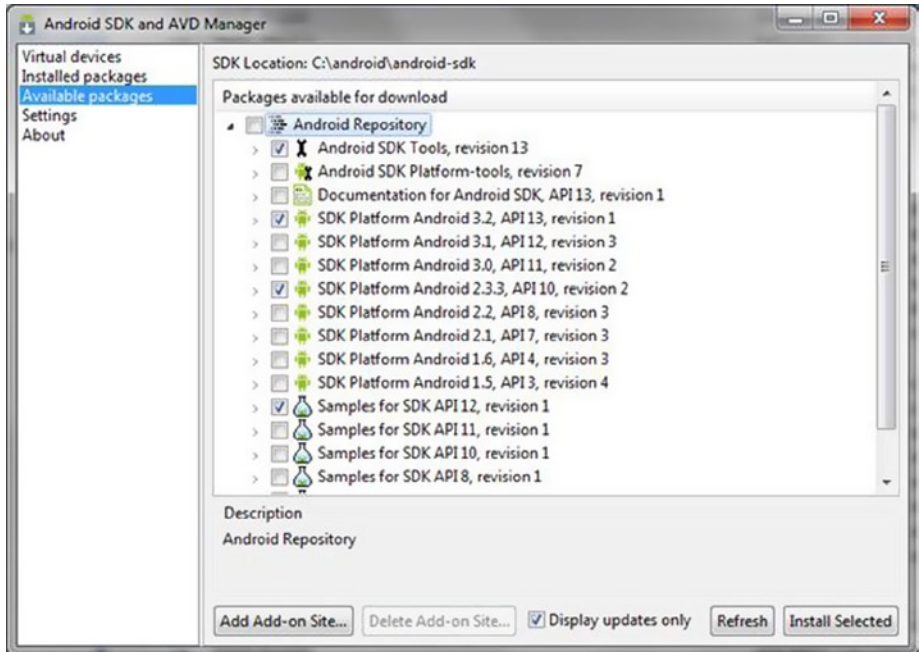 Android SDK and AVD Manager
Virtual devices
Installed packages
Available packages
Settings
About
SDK Location: C:\android\android-sdk
Packages available for download
Android Repository
Android SDK Tools, revision 13
Android SDK Platform-tools, revision 7
Documentation for Android SDK, API 13, revision 1
SDK Platform Android 3.2, API 13, revision 1
SDK Platform Android 3.1, API 12, revision 3
SDK Platform Android 3.0, API 11, revision 2
SDK Platform Android 2.3.3, API 10, revision 2
SDK Platform Android 2.2, API 8, revision 3
SDK Platform Android 2.1, API 7, revision 3
SDK Platform Android 1.6, API 4, revision 3
SDK Platform Android 1.5, API 3, revision 4
Samples for SDK API 12, revision 1
Samples for SDK API 11, revision 1
Samples for SDK API 10, revision 1
Samples for SDK API 8, revision 1
Description
Android Repository
Add Add-on Site... Delete Add-on Site... Display updates only Refresh Install Selected